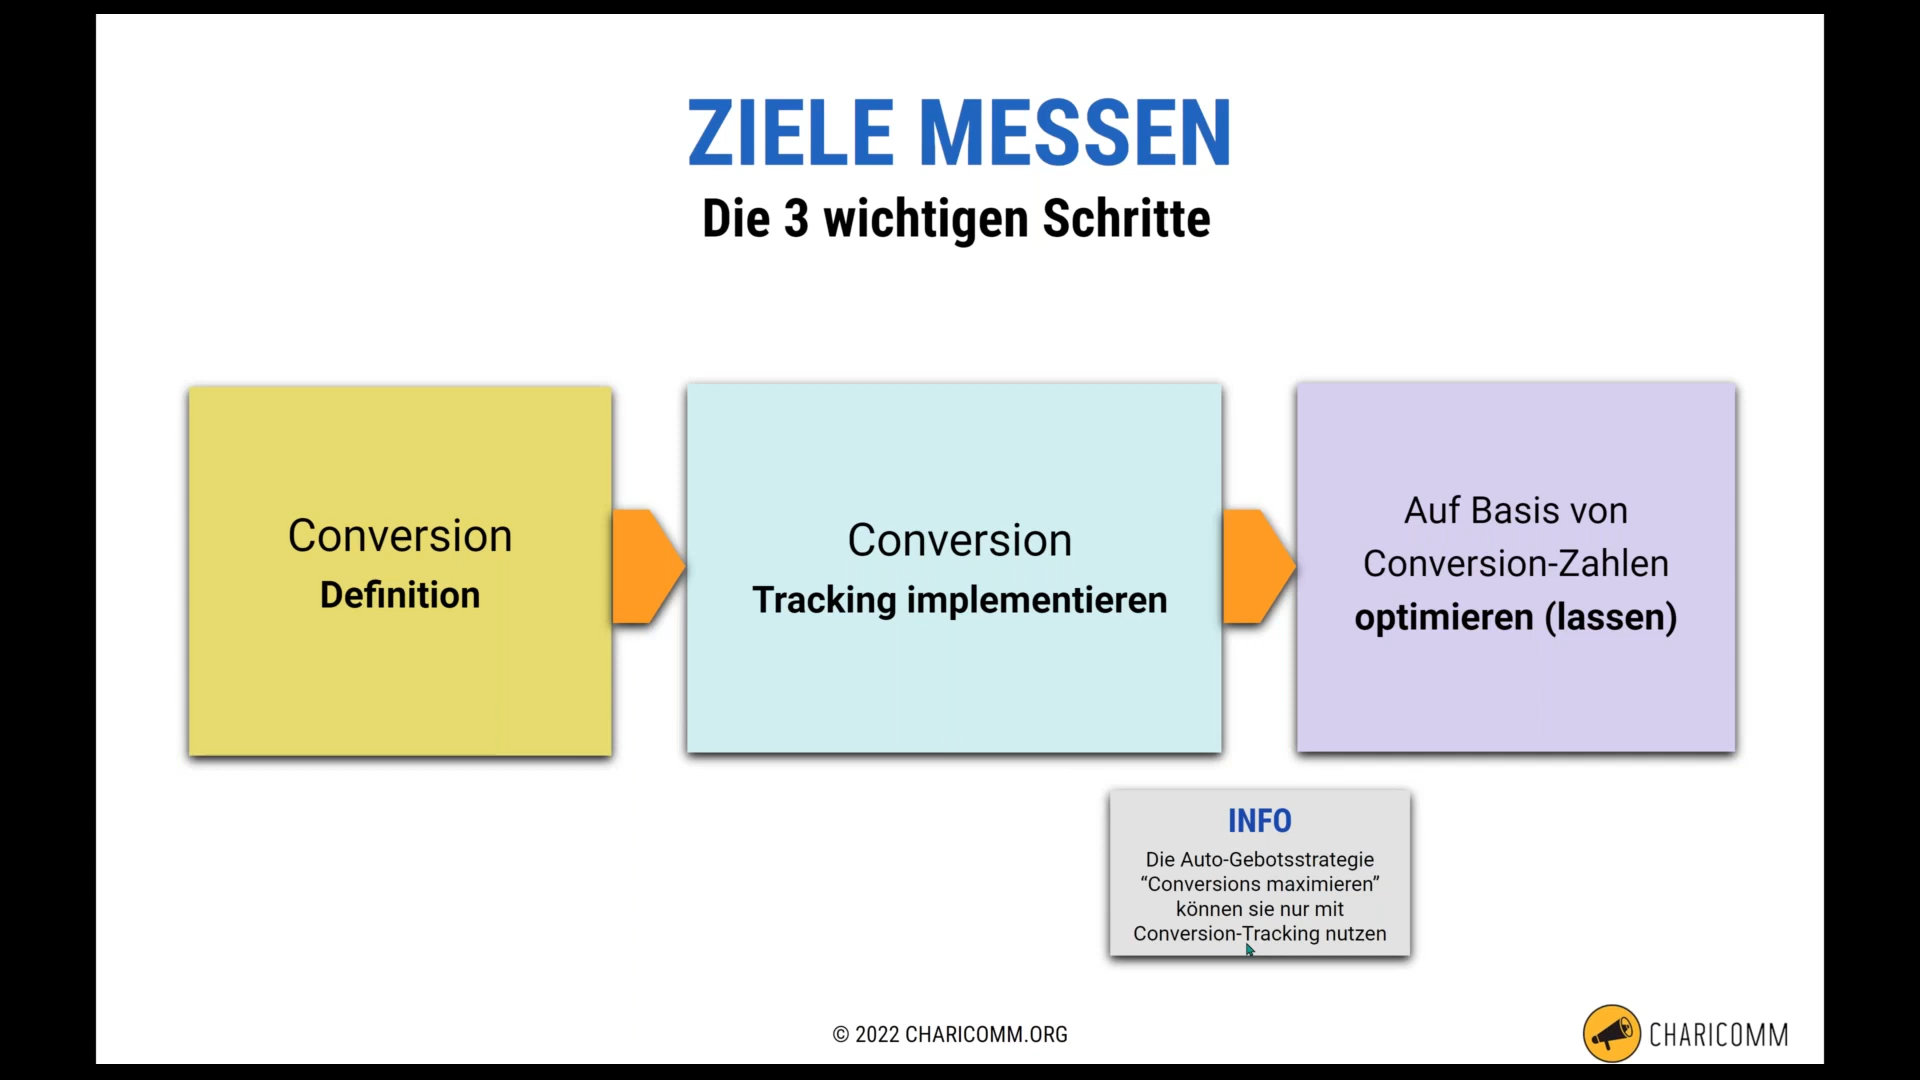 ZIELE MESSEN
Die 3 wichtigen Schritte
Conversion
Definition
Conversion
Tracking implementieren
Auf Basis von
Conversion-Zahlen
optimieren (lassen)
INFO
Die Auto-Gebotsstrategie
“Conversions maximieren”
können sie nur mit
Conversion-Tracking nutzen
© 2022 CHARICOMM.ORG
CHARICOMM